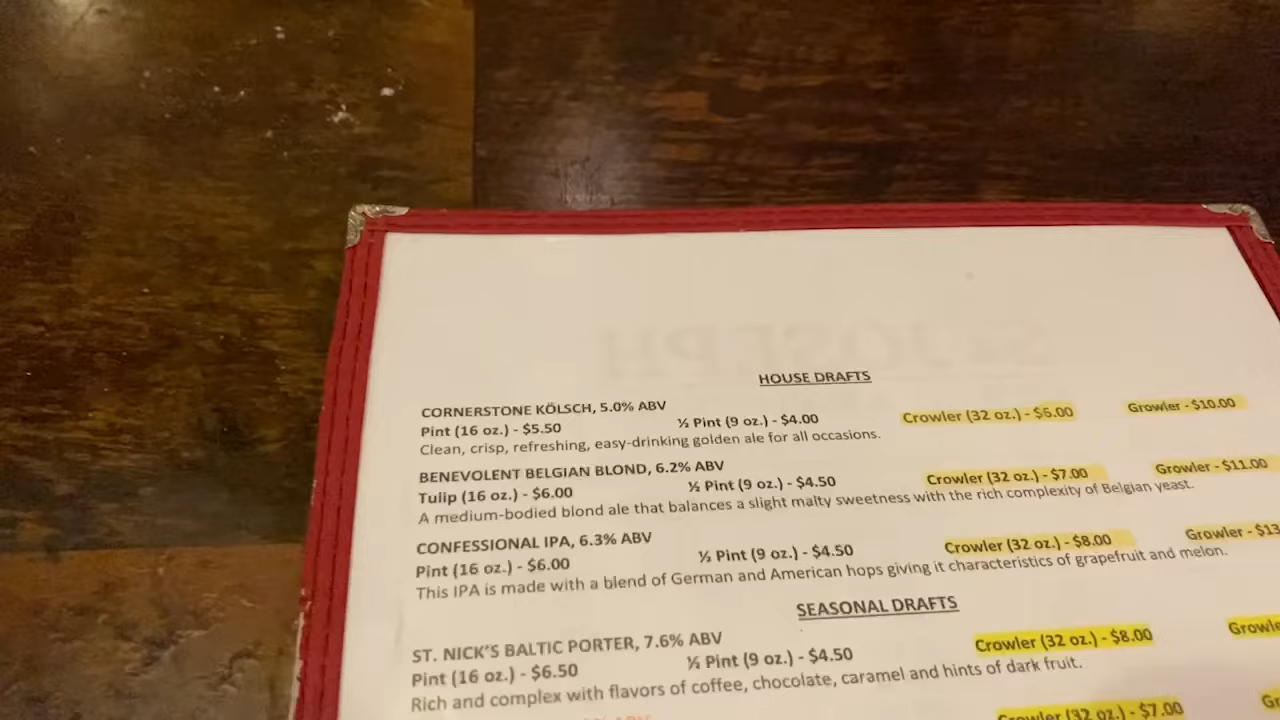 HOUSE DRAFTS
CORNERSTONE KÖLSCH, 5.0% ABV
Pint (16 oz.) - $5.50 ½ Pint (9 oz.) - $4.00 Crowler (32 oz.) - $6.00 Growler - $10.00
Clean, crisp, refreshing, easy-drinking golden ale for all occasions.
BENEVOLENT BELGIAN BLOND, 6.2% ABV
Tulip (16 oz.) - $6.00 ½ Pint (9 oz.) - $4.50 Crowler (32 oz.) - $7.00 Growler - $11.00
A medium-bodied blond ale that balances a slight malty sweetness with the rich complexity of Belgian yeast.
CONFESSIONAL IPA, 6.3% ABV
Pint (16 oz.) - $6.00 ½ Pint (9 oz.) - $4.50 Crowler (32 oz.) - $8.00 Growler - $13
This IPA is made with a blend of German and American hops giving it characteristics of grapefruit and melon.
SEASONAL DRAFTS
ST. NICK'S BALTIC PORTER, 7.6% ABV
Pint (16 oz.) - $6.50 ½ Pint (9 oz.) - $4.50 Crowler (32 oz.) - $8.00 Growle
Rich and complex with flavors of coffee, chocolate, caramel and hints of dark fruit.
Crowler (32 oz.) - $7.00 Gr